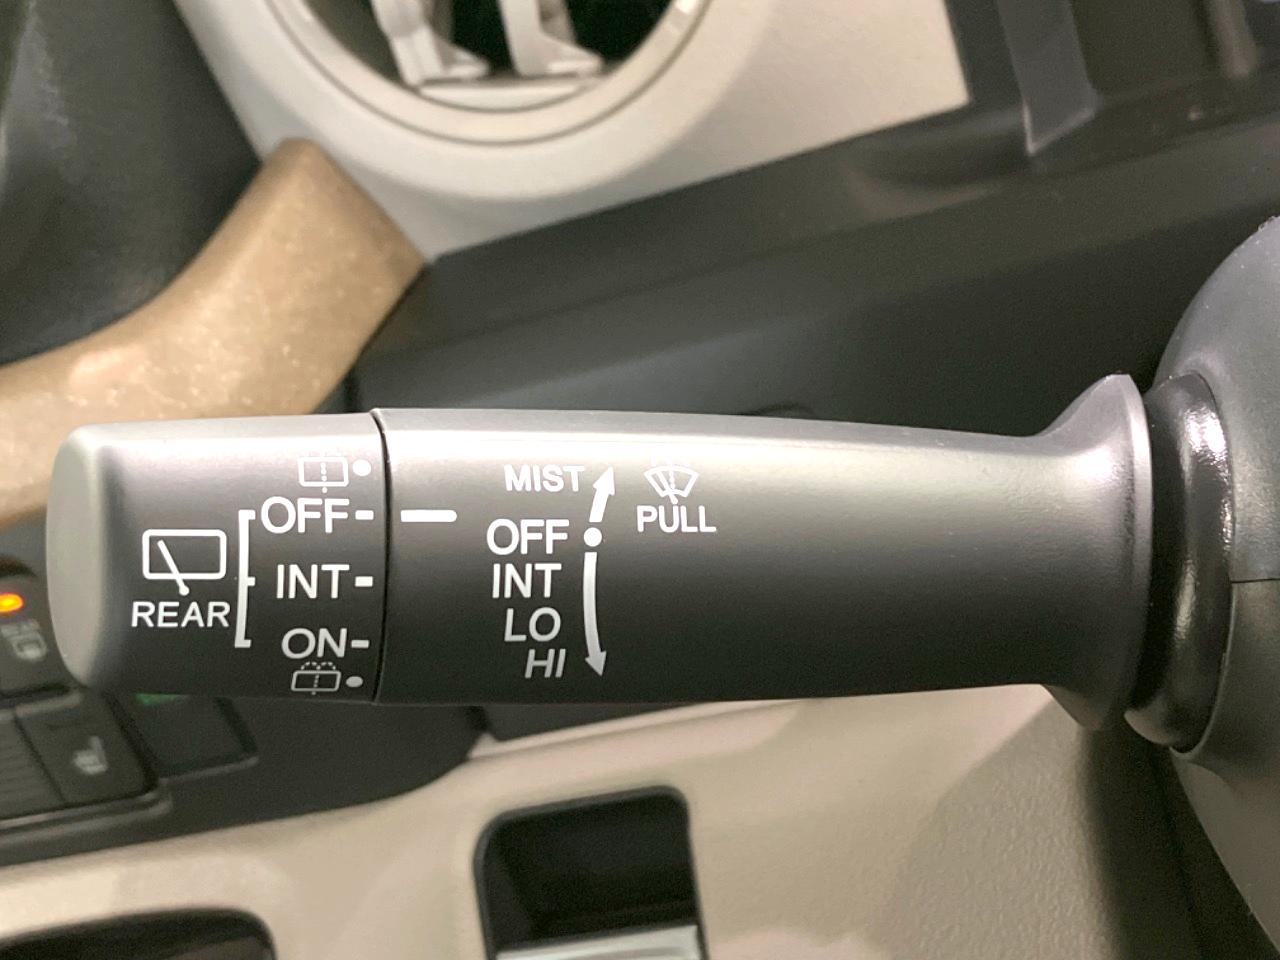 MIST
OFF
PULL
OFF
INT
INT
REAR
LO
ON
HI